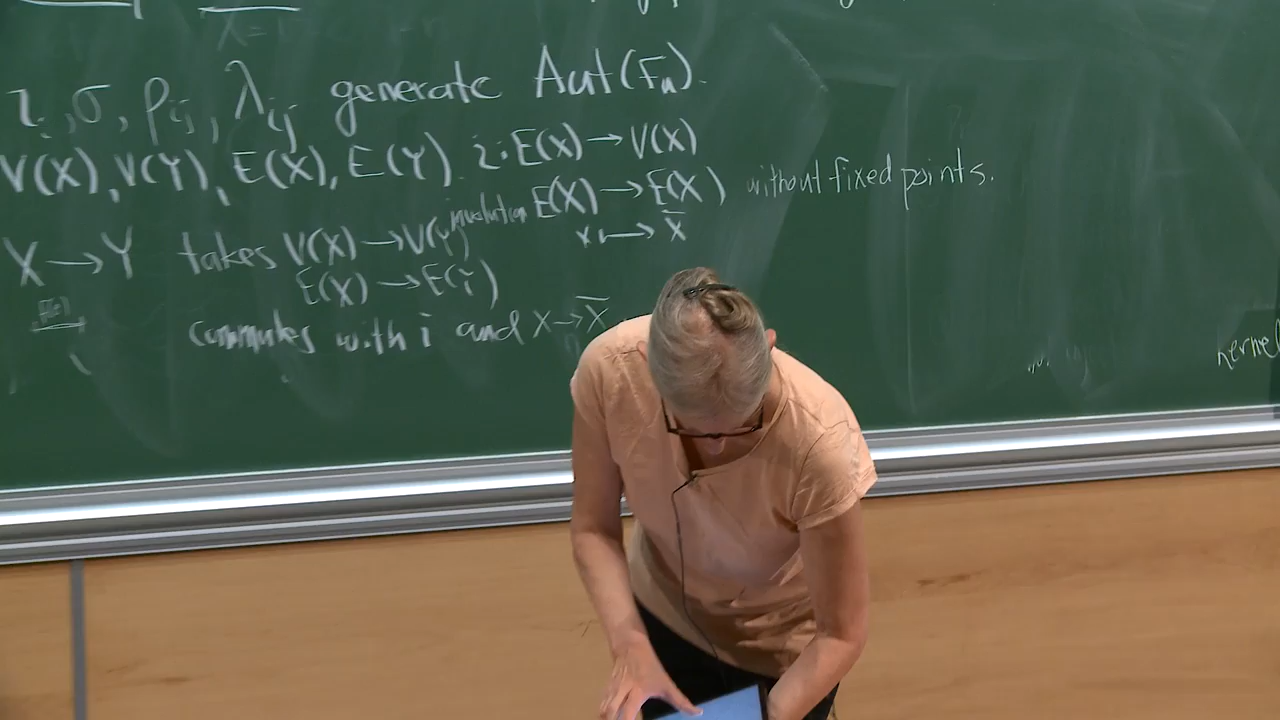 τ, σ, ρᵢⱼ, λᵢⱼ generate Aut(Fₙ).
V(X), V(Y), E(X), E(Y). i: E(X) → V(X)
involution E(X) → E(X) without fixed points.
x ↦ x̄
X → Y takes V(X) → V(Y)
E(X) → E(Y)
commutes with i and x → x̄
kernel